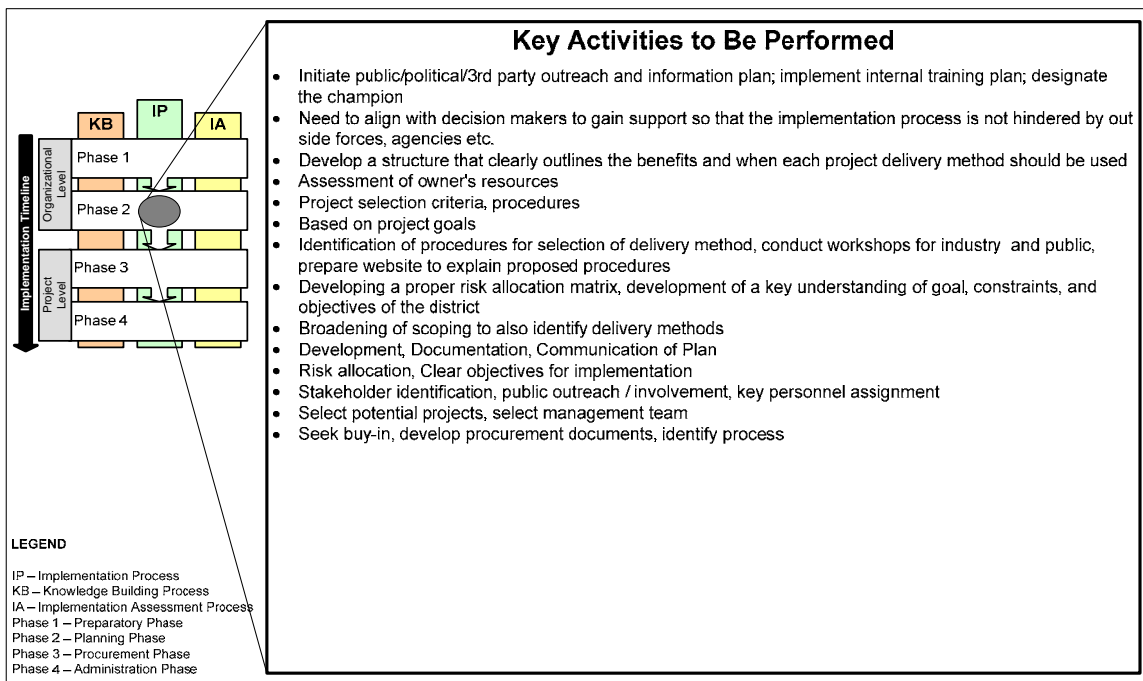 Key Activities to Be Performed
• Initiate public/political/3rd party outreach and information plan; implement internal training plan; designate
the champion
• Need to align with decision makers to gain support so that the implementation process is not hindered by out
side forces, agencies etc.
• Develop a structure that clearly outlines the benefits and when each project delivery method should be used
• Assessment of owner's resources
• Project selection criteria, procedures
• Based on project goals
• Identification of procedures for selection of delivery method, conduct workshops for industry and public,
prepare website to explain proposed procedures
• Developing a proper risk allocation matrix, development of a key understanding of goal, constraints, and
objectives of the district
• Broadening of scoping to also identify delivery methods
• Development, Documentation, Communication of Plan
• Risk allocation, Clear objectives for implementation
• Stakeholder identification, public outreach / involvement, key personnel assignment
• Select potential projects, select management team
• Seek buy-in, develop procurement documents, identify process
KB
IP
IA
Implementation Timeline
Organizational
Level
Phase 1
Phase 2
Project
Level
Phase 3
Phase 4
LEGEND
IP – Implementation Process
KB – Knowledge Building Process
IA – Implementation Assessment Process
Phase 1 – Preparatory Phase
Phase 2 – Planning Phase
Phase 3 – Procurement Phase
Phase 4 – Administration Phase